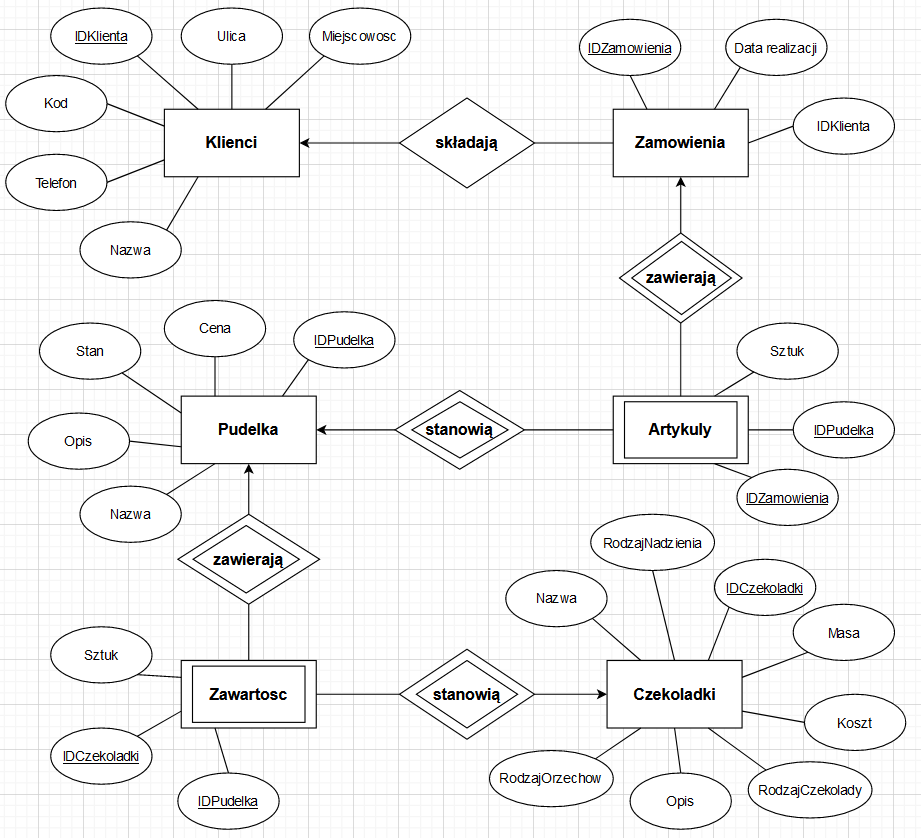 IDKlienta
Ulica
Miejscowosc
IDZamowienia
Data realizacji
Kod
IDKlienta
Klienci
składają
Zamowienia
Telefon
Nazwa
zawierają
Cena
IDPudelka
Stan
Sztuk
Opis
Pudelka
stanowią
Artykuly
IDPudelka
Nazwa
IDZamowienia
RodzajNadzienia
zawierają
IDCzekoladki
Nazwa
Masa
Sztuk
Zawartosc
stanowią
Czekoladki
Koszt
IDCzekoladki
RodzajOrzechow
RodzajCzekolady
IDPudelka
Opis